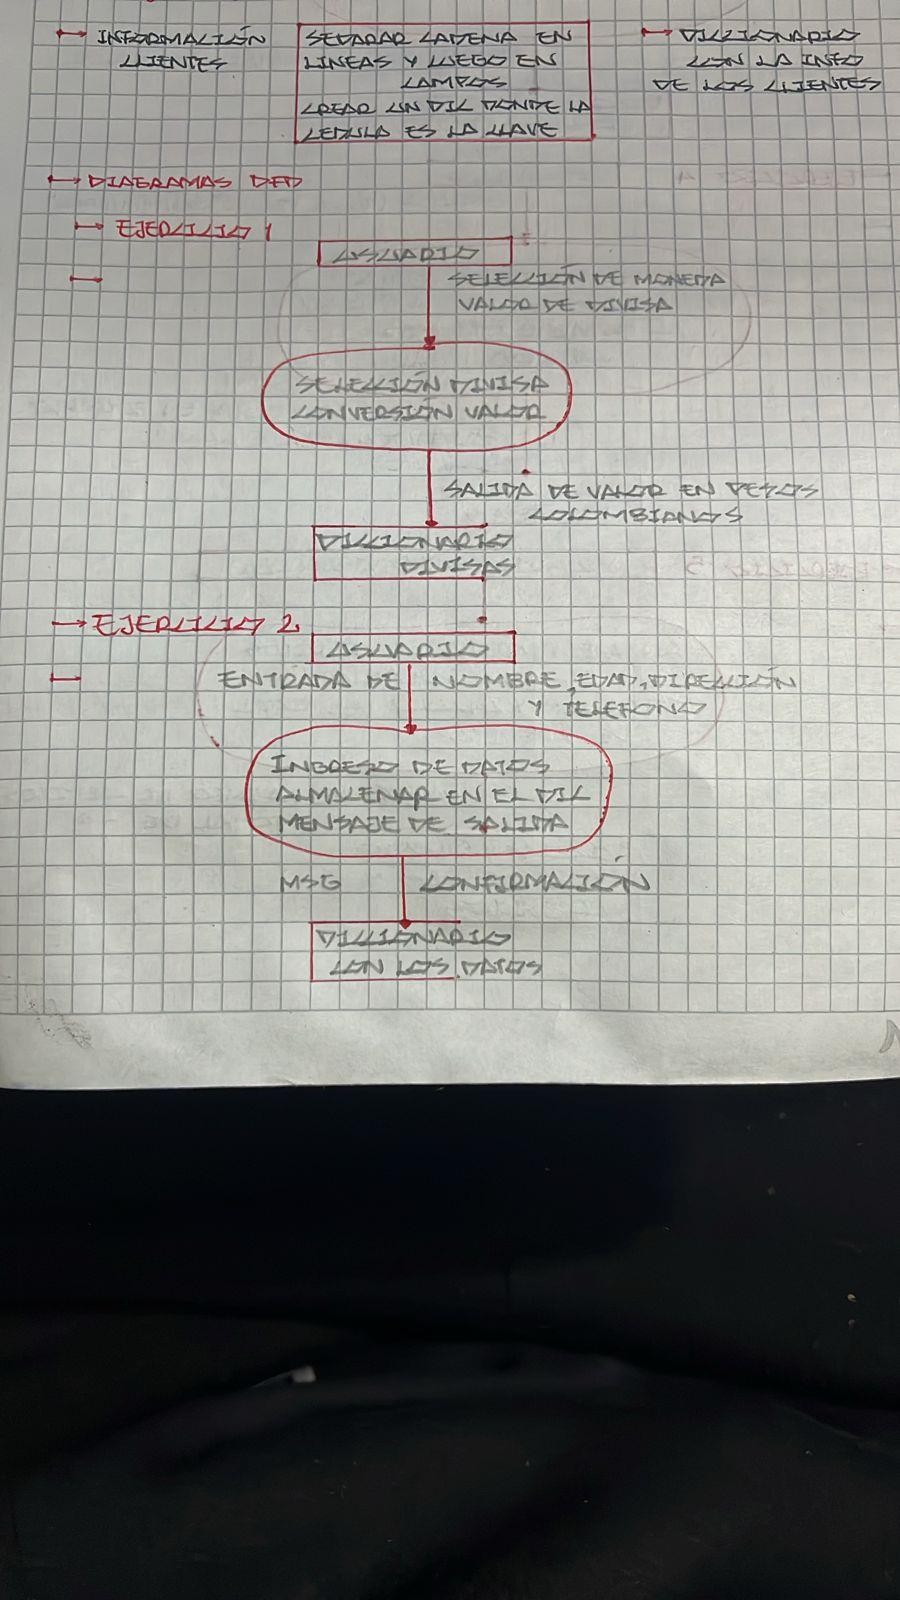 INFORMACIÓN
CLIENTES
SEPARAR CADENA EN
LINEAS Y LUEGO EN
CAMPOS
CREAR UN DIC DONDE LA
CEDULA ES LA LLAVE
DICCIONARIO
CON LA INFO
DE LOS CLIENTES
DIAGRAMAS DFD
EJERCICIO 1
USUARIO
SELECCIÓN DE MONEDA
VALOR DE DIVISA
SELECCIÓN DIVISA
CONVERSIÓN VALOR
SALIDA DE VALOR EN PESOS
COLOMBIANOS
DICCIONARIO
DIVISAS
EJERCICIO 2
USUARIO
ENTRADA DE NOMBRE, EDAD, DIRECCIÓN
Y TELEFONO
INGRESO DE DATOS
ALMACENAR EN EL DIC
MENSAJE DE SALIDA
MSG CONFIRMACIÓN
DICCIONARIO
CON LOS DATOS